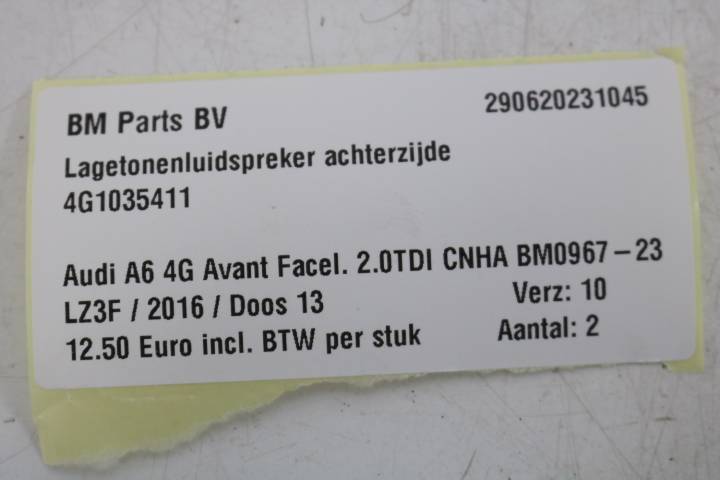 BM Parts BV 290620231045
Lagetonenluidspreker achterzijde
4G1035411
Audi A6 4G Avant Facel. 2.0TDI CNHA BM0967-23
LZ3F / 2016 / Doos 13 Verz: 10
12.50 Euro incl. BTW per stuk Aantal: 2